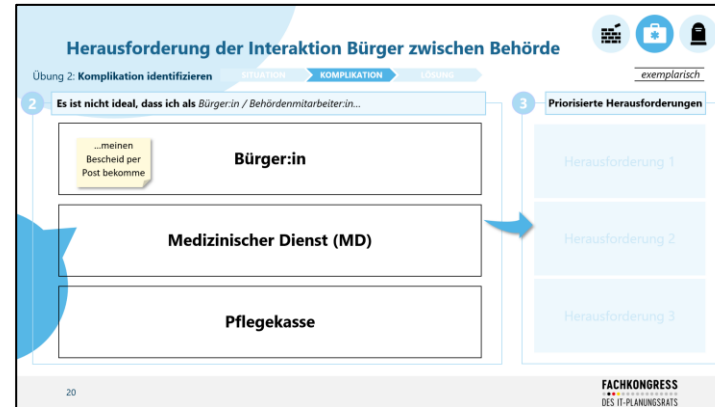 Herausforderung der Interaktion Bürger zwischen Behörde
Übung 2: Komplikation identifizieren
SITUATION
KOMPLIKATION
LÖSUNG
exemplarisch
2
Es ist nicht ideal, dass ich als Bürger:in / Behördenmitarbeiter:in...
3
Priorisierte Herausforderungen
...meinen
Bescheid per
Post bekomme
Bürger:in
Medizinischer Dienst (MD)
Pflegekasse
Herausforderung 1
Herausforderung 2
Herausforderung 3
20
FACHKONGRESS
DES IT-PLANUNGSRATS